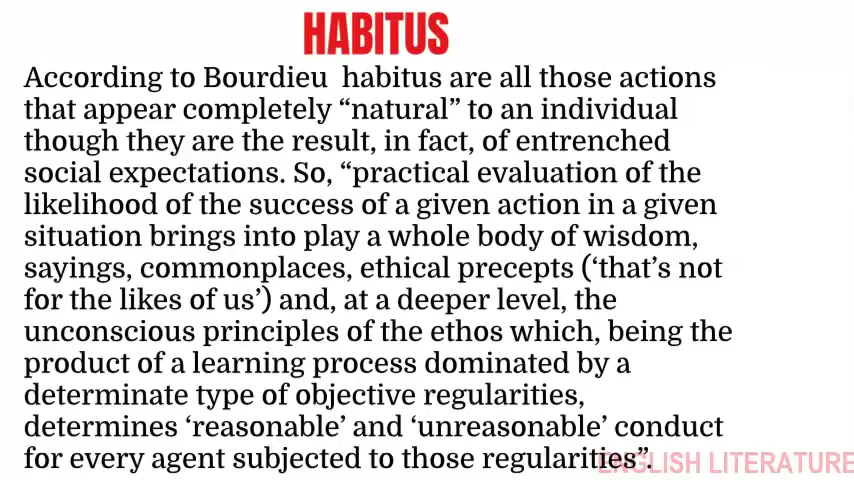 HABITUS
According to Bourdieu habitus are all those actions
that appear completely “natural” to an individual
though they are the result, in fact, of entrenched
social expectations. So, “practical evaluation of the
likelihood of the success of a given action in a given
situation brings into play a whole body of wisdom,
sayings, commonplaces, ethical precepts (‘that’s not
for the likes of us’) and, at a deeper level, the
unconscious principles of the ethos which, being the
product of a learning process dominated by a
determinate type of objective regularities,
determines ‘reasonable’ and ‘unreasonable’ conduct
for every agent subjected to those regularities”.
ENGLISH LITERATURE